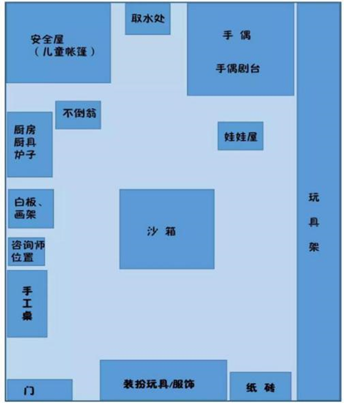 取水处
安全屋
（儿童帐篷）
手 偶
手偶剧台
不倒翁
厨房
厨具
炉子
娃娃屋
白板、
画架
沙 箱
玩
具
架
咨询师
位置
手
工
桌
门
装扮玩具/服饰
纸 砖